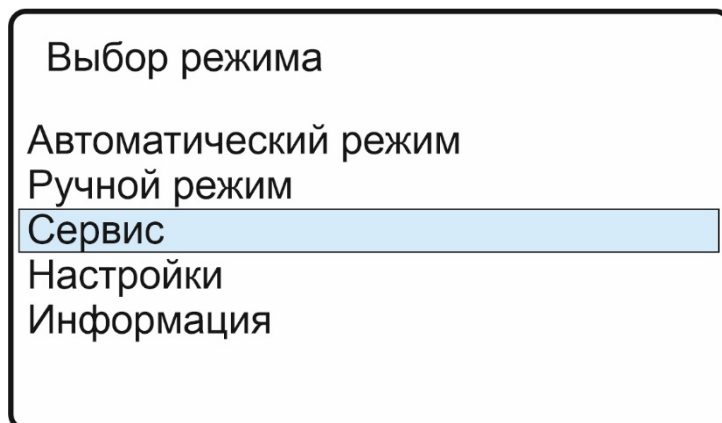 Выбор режима
Автоматический режим
Ручной режим
Сервис
Настройки
Информация